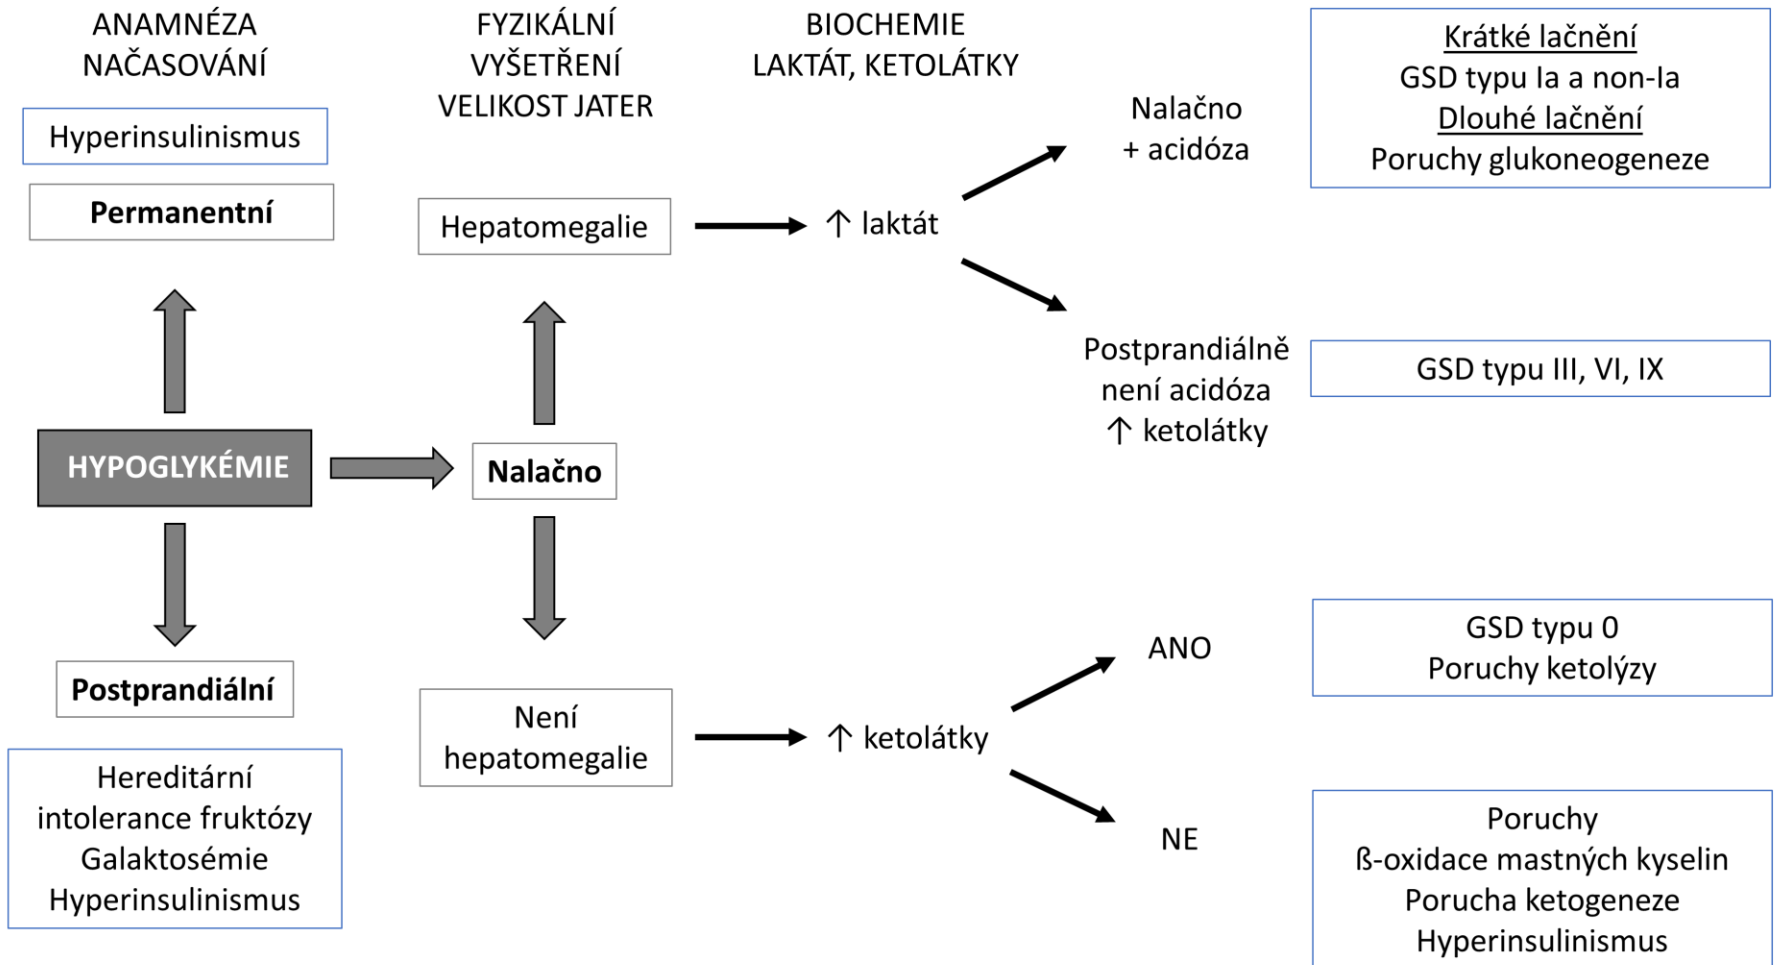 ANAMNÉZA
NAČASOVÁNÍ
Hyperinsulinismus
Permanentní
HYPOGLYKÉMIE
Postprandiální
Hereditární
intolerance fruktózy
Galaktosémie
Hyperinsulinismus
FYZIKÁLNÍ
VYŠETŘENÍ
VELIKOST JATER
Hepatomegalie
Nalačno
Není
hepatomegalie
BIOCHEMIE
LAKTÁT, KETOLÁTKY
↑ laktát
Nalačno
+ acidóza
Krátké lačnění
GSD typu Ia a non-Ia
Dlouhé lačnění
Poruchy glukoneogeneze
Postprandiálně
není acidóza
↑ ketolátky
GSD typu III, VI, IX
↑ ketolátky
ANO
GSD typu 0
Poruchy ketolýzy
NE
Poruchy
ß-oxidace mastných kyselin
Porucha ketogeneze
Hyperinsulinismus